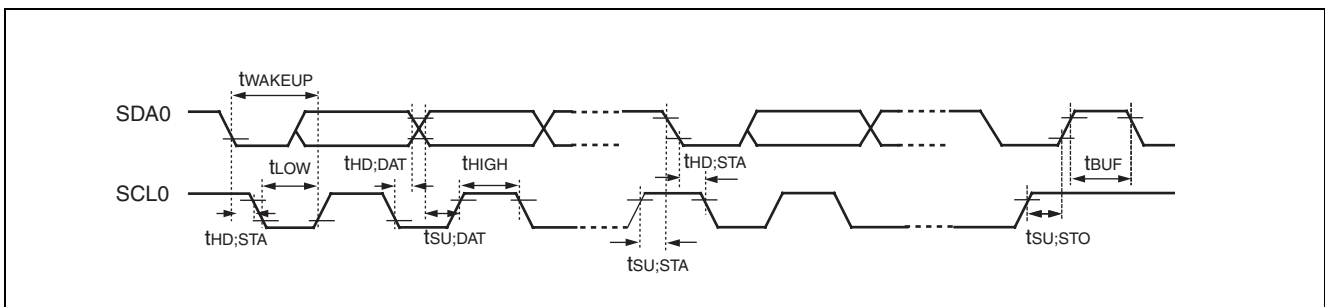 tWAKEUP
SDA0
tLOW tHD;DAT tHIGH tHD;STA tBUF
SCL0
tHD;STA tSU;DAT tSU;STA tSU;STO